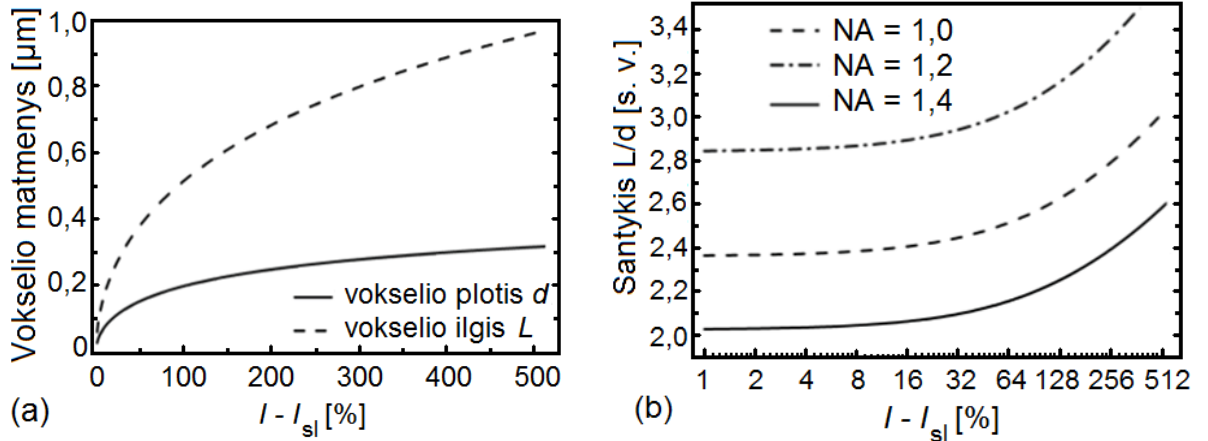 Vokselio matmenys [μm]
1,0
0,8
0,6
0,4
0,2
0
0 100 200 300 400 500
I - Isl [%]
vokselio plotis d
vokselio ilgis L
(a)
Santykis L/d [s. v.]
3,4
3,2
3,0
2,8
2,6
2,4
2,2
2,0
1 2 4 8 16 32 64 128 256 512
I - Isl [%]
NA = 1,0
NA = 1,2
NA = 1,4
(b)